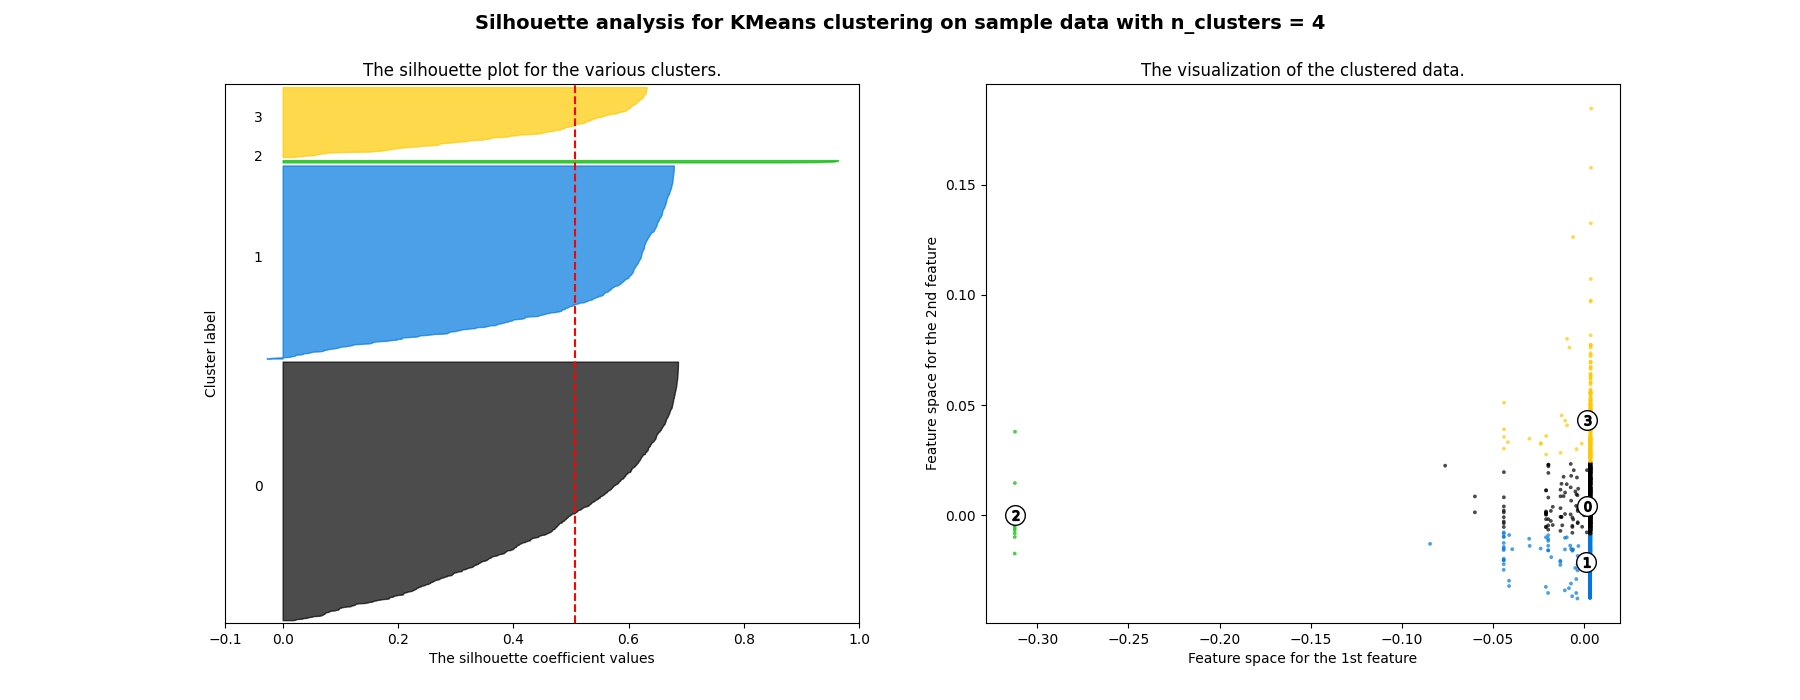 Silhouette analysis for KMeans clustering on sample data with n_clusters = 4
The silhouette plot for the various clusters.
3
2
1
0
Cluster label
−0.1 0.0 0.2 0.4 0.6 0.8 1.0
The silhouette coefficient values
The visualization of the clustered data.
0.15
0.10
0.05
0.00
Feature space for the 2nd feature
3
0
2
1
−0.30 −0.25 −0.20 −0.15 −0.10 −0.05 0.00
Feature space for the 1st feature